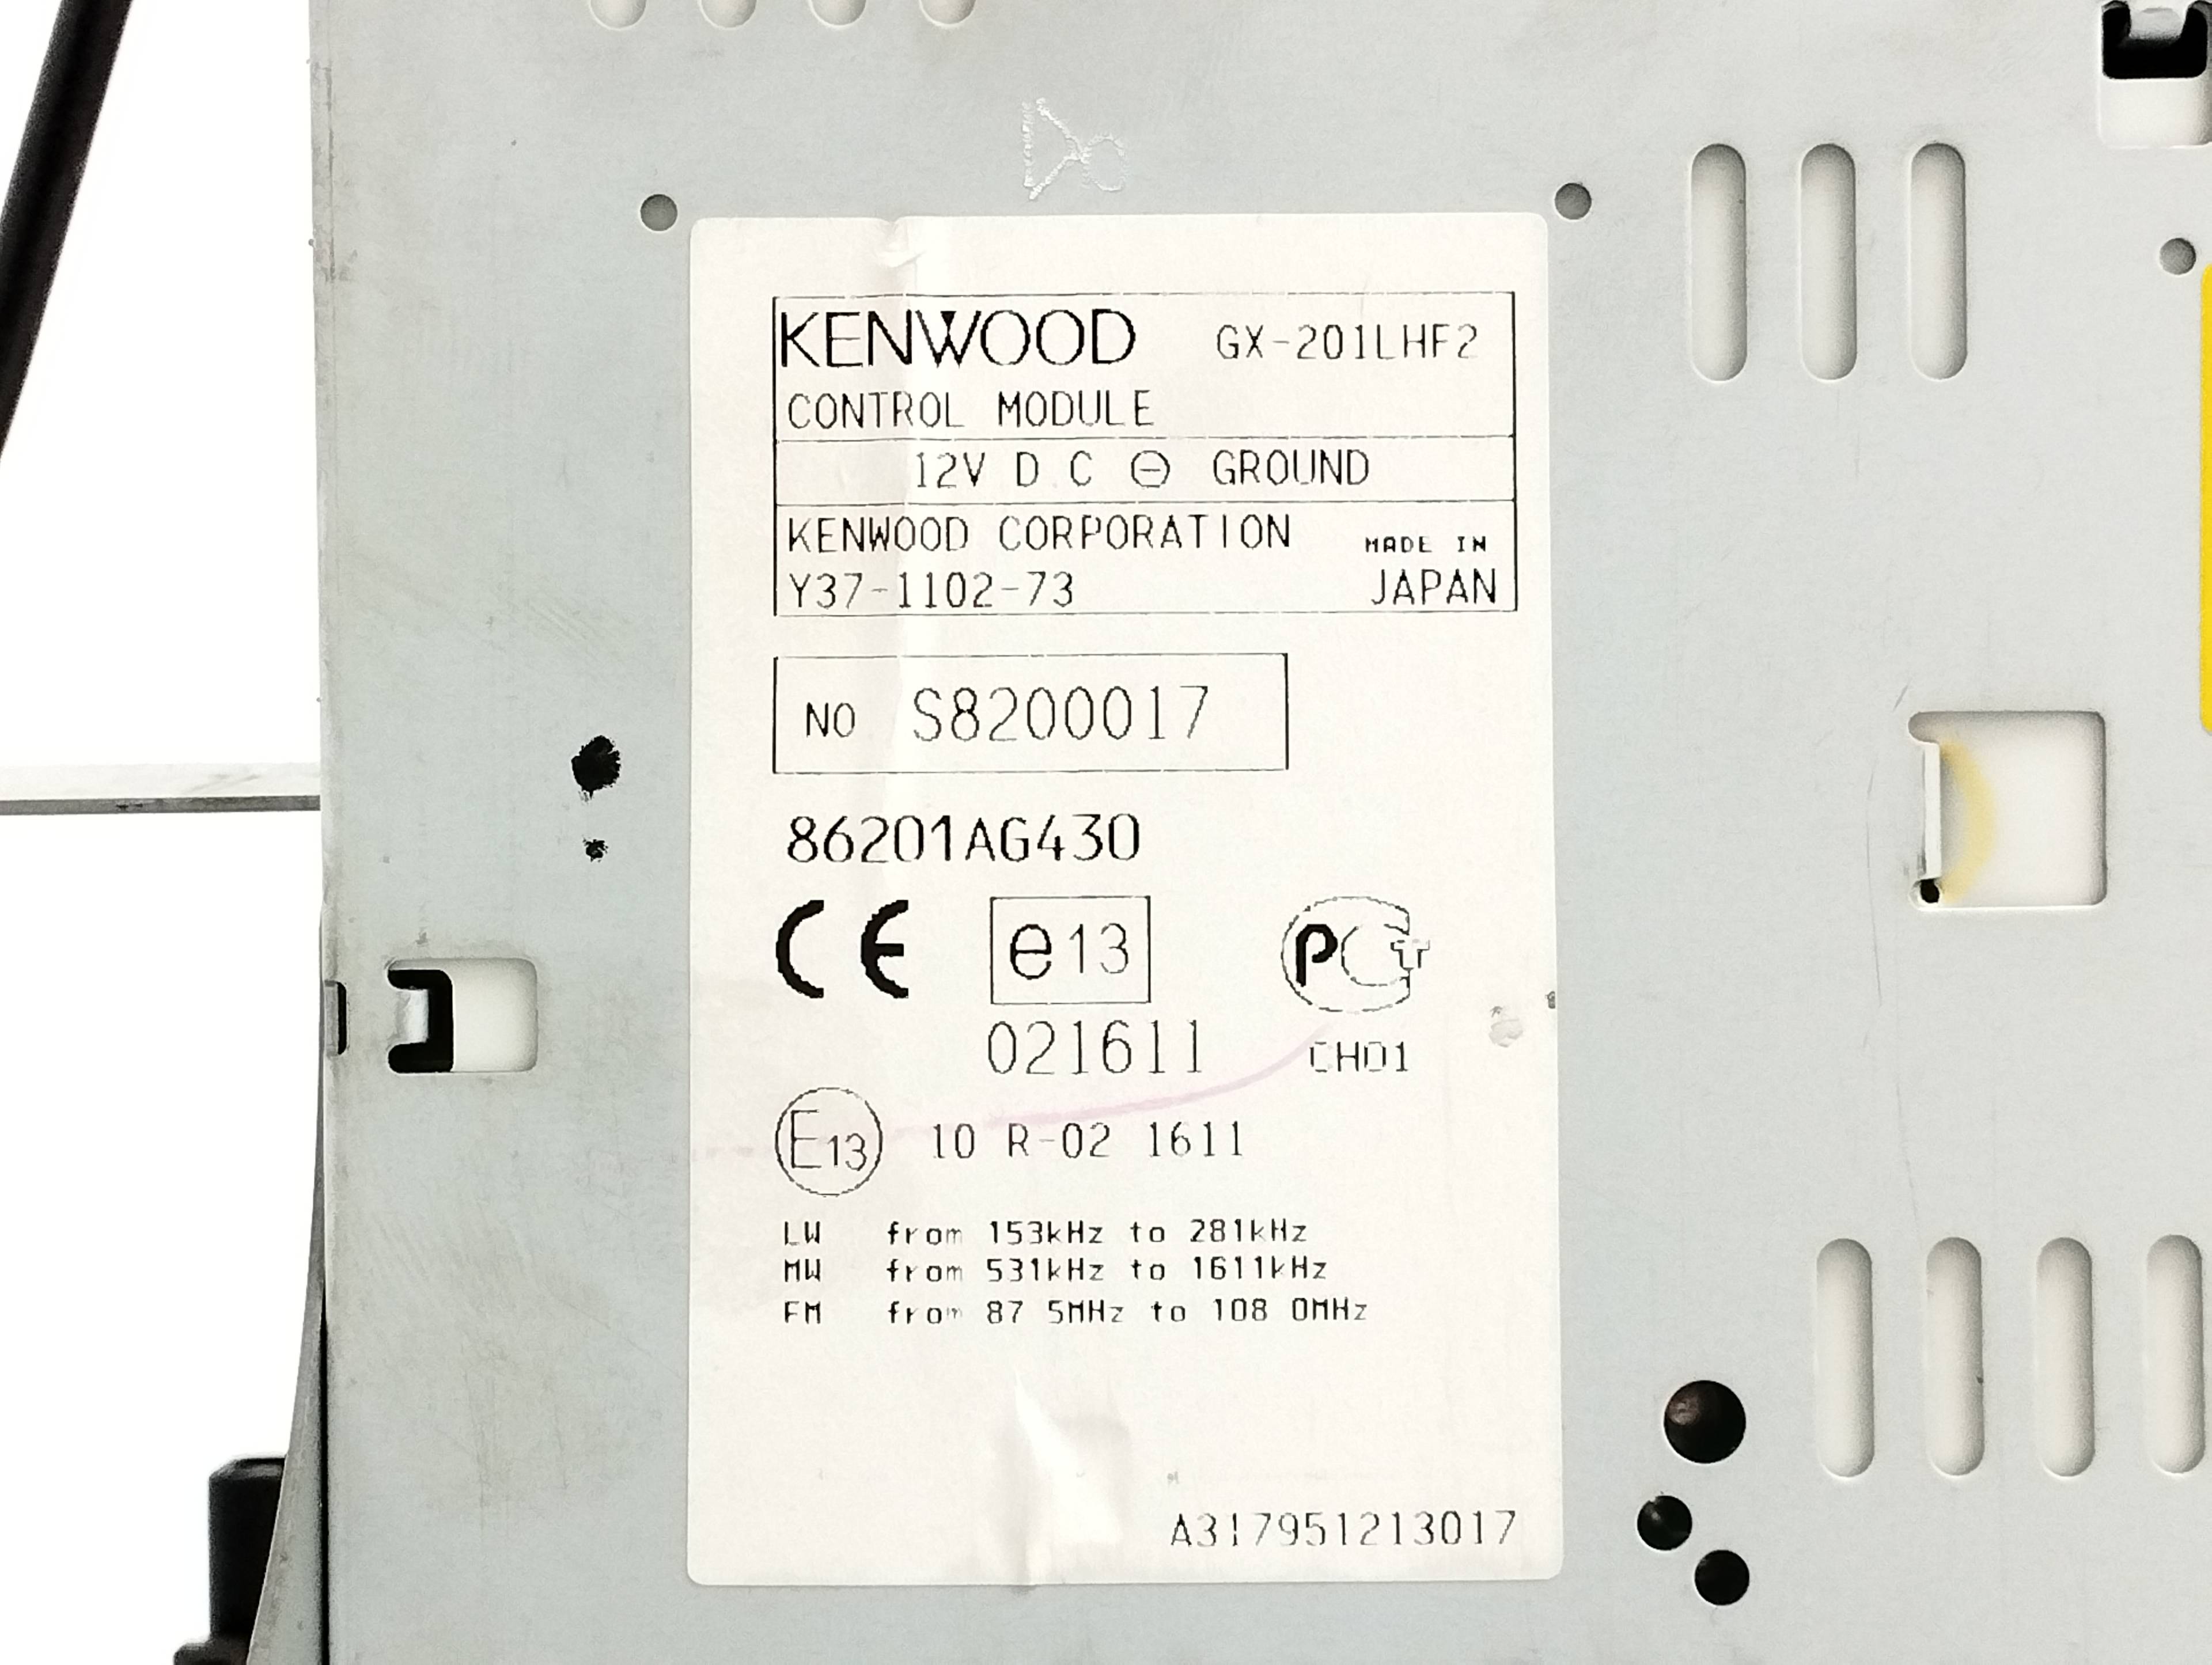 KENWOOD GX-201LHF2
CONTROL MODULE
12V D C ⊖ GROUND
KENWOOD CORPORATION MADE IN
Y37-1102-73 JAPAN
NO S8200017
86201AG430
CE e13 PCT
021611 CH01
E13 10 R-02 1611
LW from 153kHz to 281kHz
MW from 531kHz to 1611kHz
FM from 87 5MHz to 108 0MHz
A317951213017